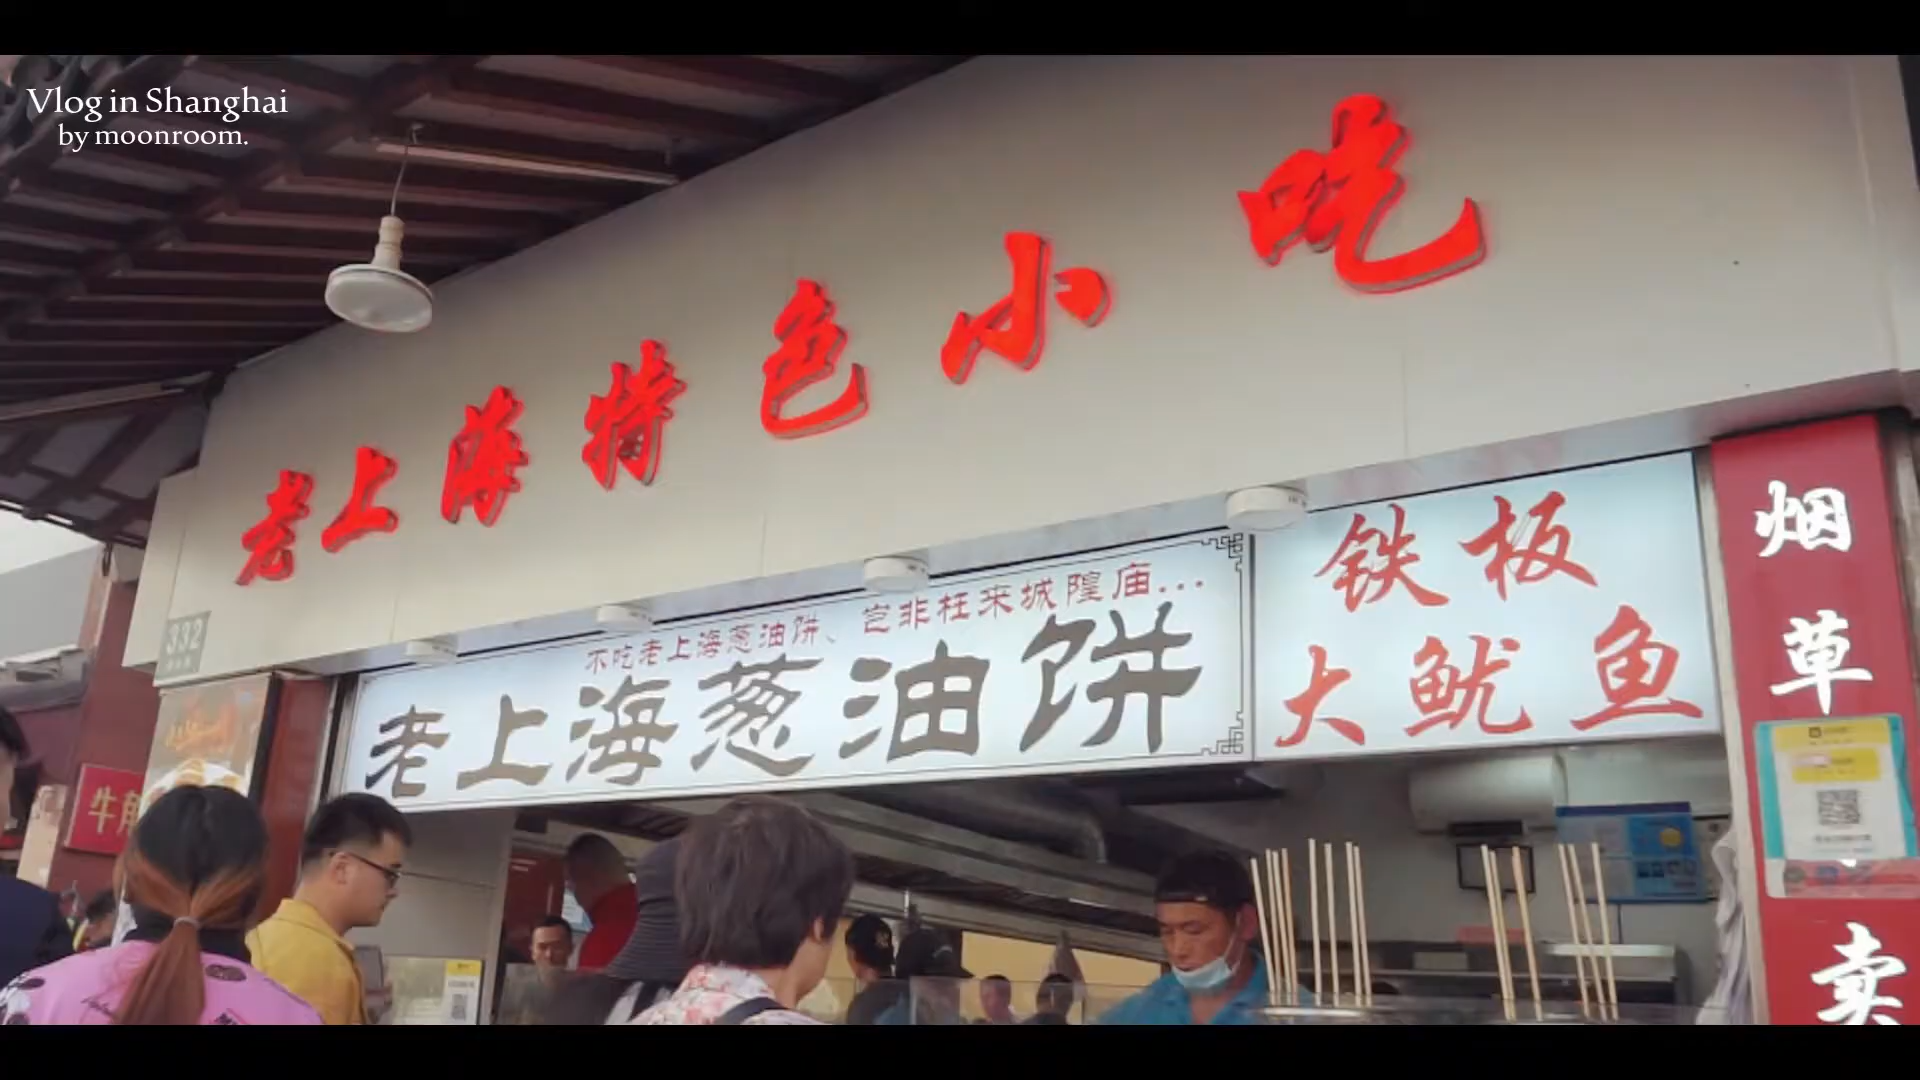 Vlog in Shanghai
by moonroom.
老上海特色小吃
332
不吃老上海葱油饼、岂非枉来城隍庙...
老上海葱油饼
铁板
大鱿鱼
烟草
卖
牛